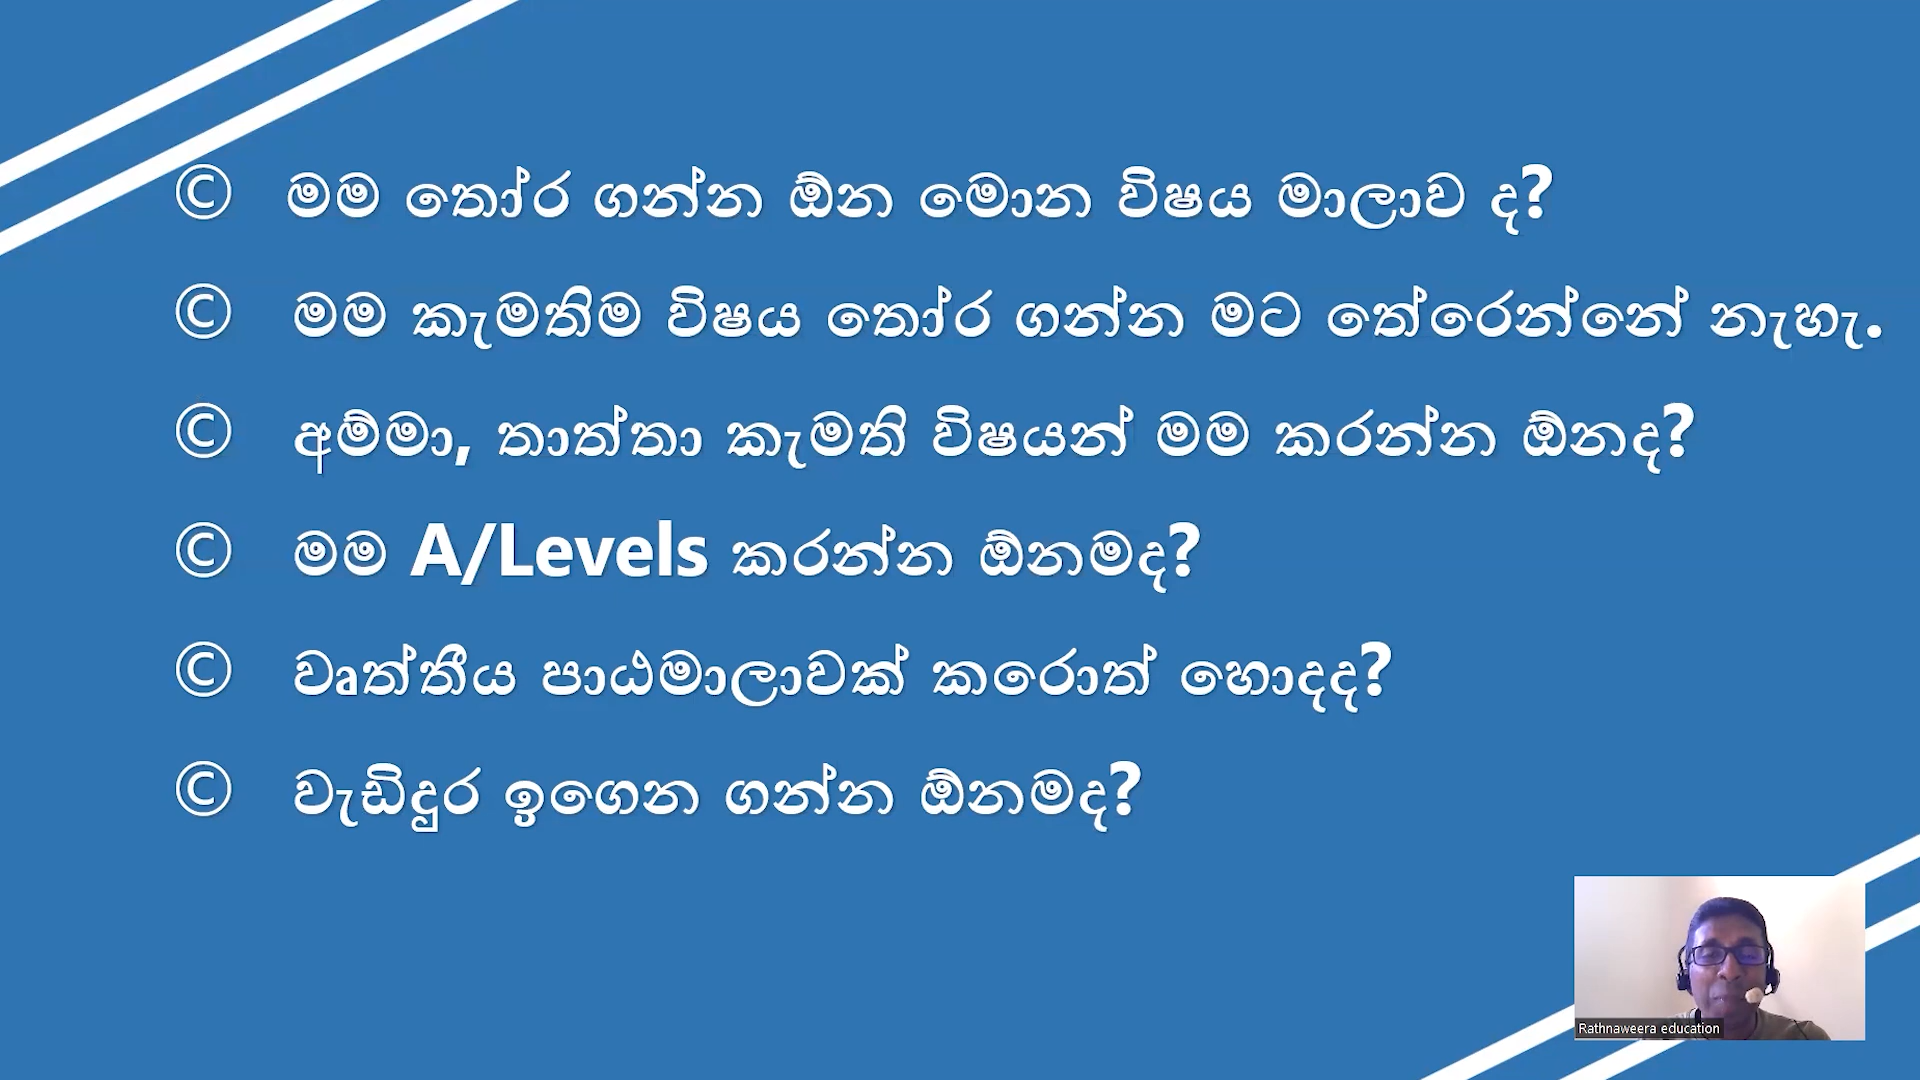 © මම තෝර ගන්න ඕන මොන විෂය මාලාව ද?
© මම කැමතිම විෂය තෝර ගන්න මට තේරෙන්නේ නැහැ.
© අම්මා, තාත්තා කැමති විෂයන් මම කරන්න ඕනද?
© මම A/Levels කරන්න ඕනමද?
© වෘත්තීය පාඨමාලාවක් කරොත් හොදද?
© වැඩිදුර ඉගෙන ගන්න ඕනමද?
Rathnaweera education